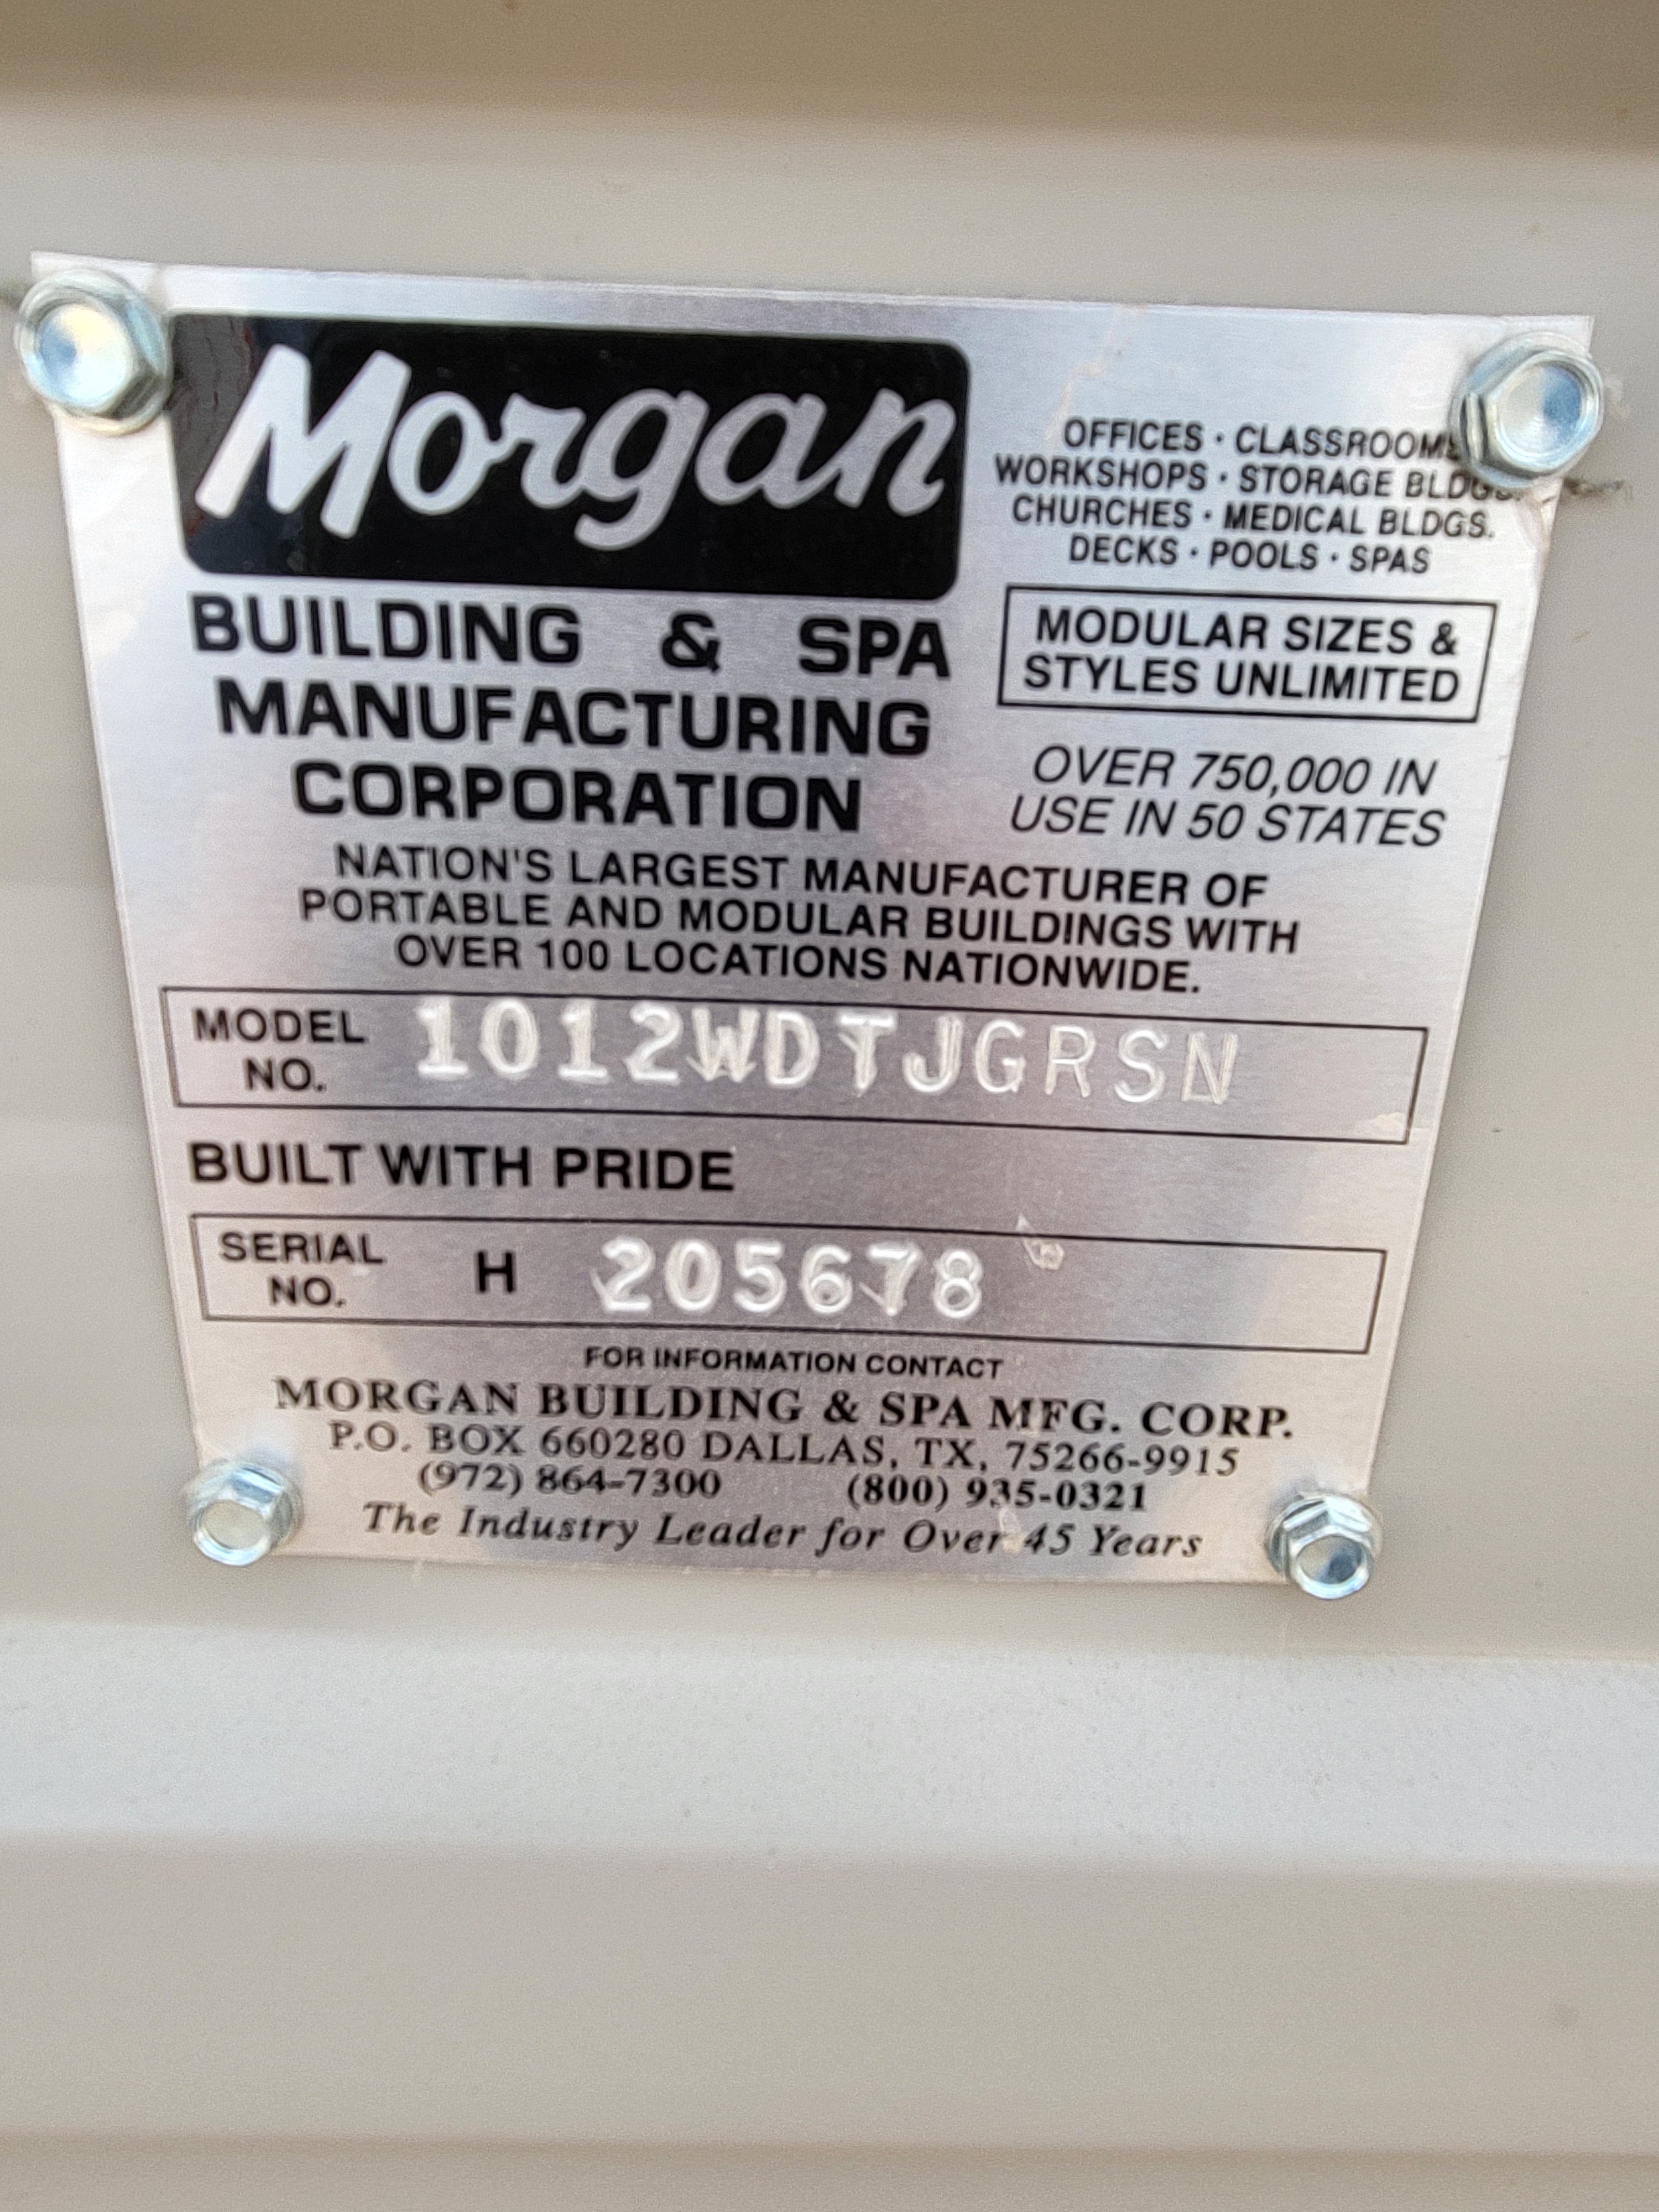 Morgan
BUILDING & SPA
MANUFACTURING
CORPORATION
OFFICES · CLASSROOMS
WORKSHOPS · STORAGE BLDGS.
CHURCHES · MEDICAL BLDGS.
DECKS · POOLS · SPAS
MODULAR SIZES &
STYLES UNLIMITED
OVER 750,000 IN
USE IN 50 STATES
NATION'S LARGEST MANUFACTURER OF
PORTABLE AND MODULAR BUILDINGS WITH
OVER 100 LOCATIONS NATIONWIDE.
MODEL NO. 1012WDTJGRSN
BUILT WITH PRIDE
SERIAL NO. H 205678
FOR INFORMATION CONTACT
MORGAN BUILDING & SPA MFG. CORP.
P.O. BOX 660280 DALLAS, TX, 75266-9915
(972) 864-7300 (800) 935-0321
The Industry Leader for Over 45 Years